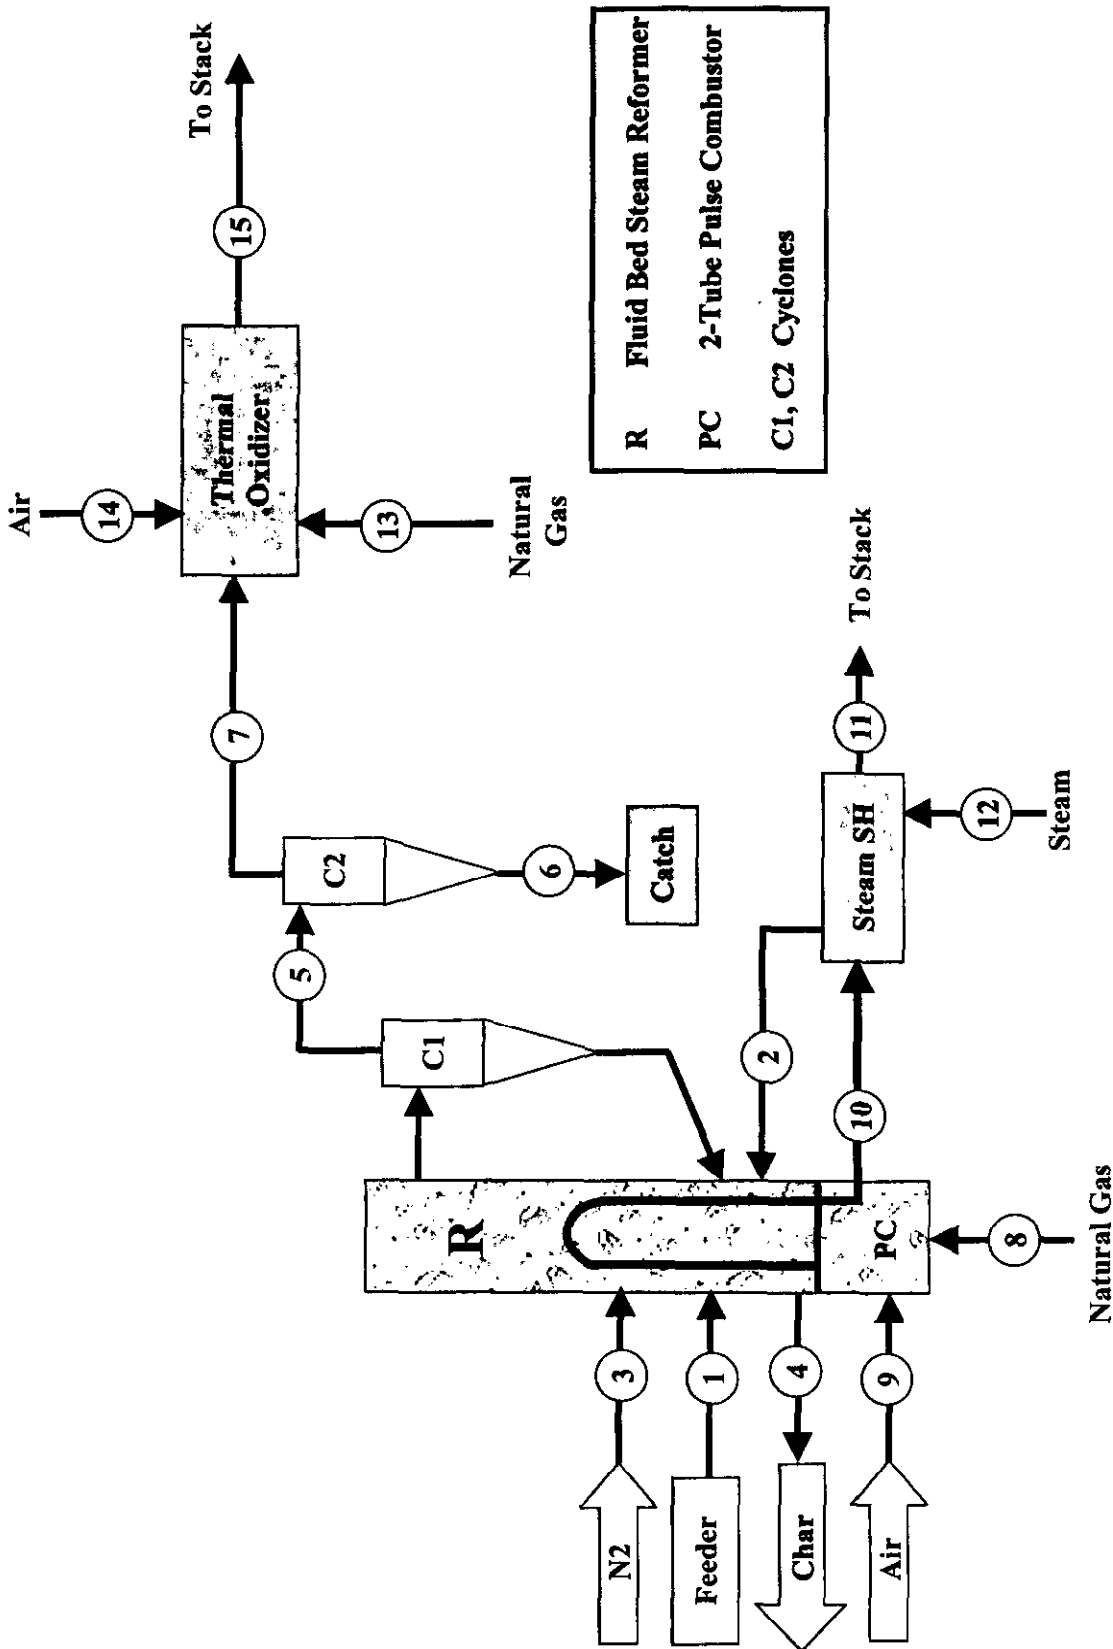 Air
14
To Stack
15
Thermal
Oxidizer
13
Natural
Gas
7
5
C2
C1
6
Catch
R
N2
3
Feeder
1
Char
4
Air
9
PC
8
Natural Gas
2
10
Steam SH
11
To Stack
12
Steam
R Fluid Bed Steam Reformer
PC 2-Tube Pulse Combustor
C1, C2 Cyclones